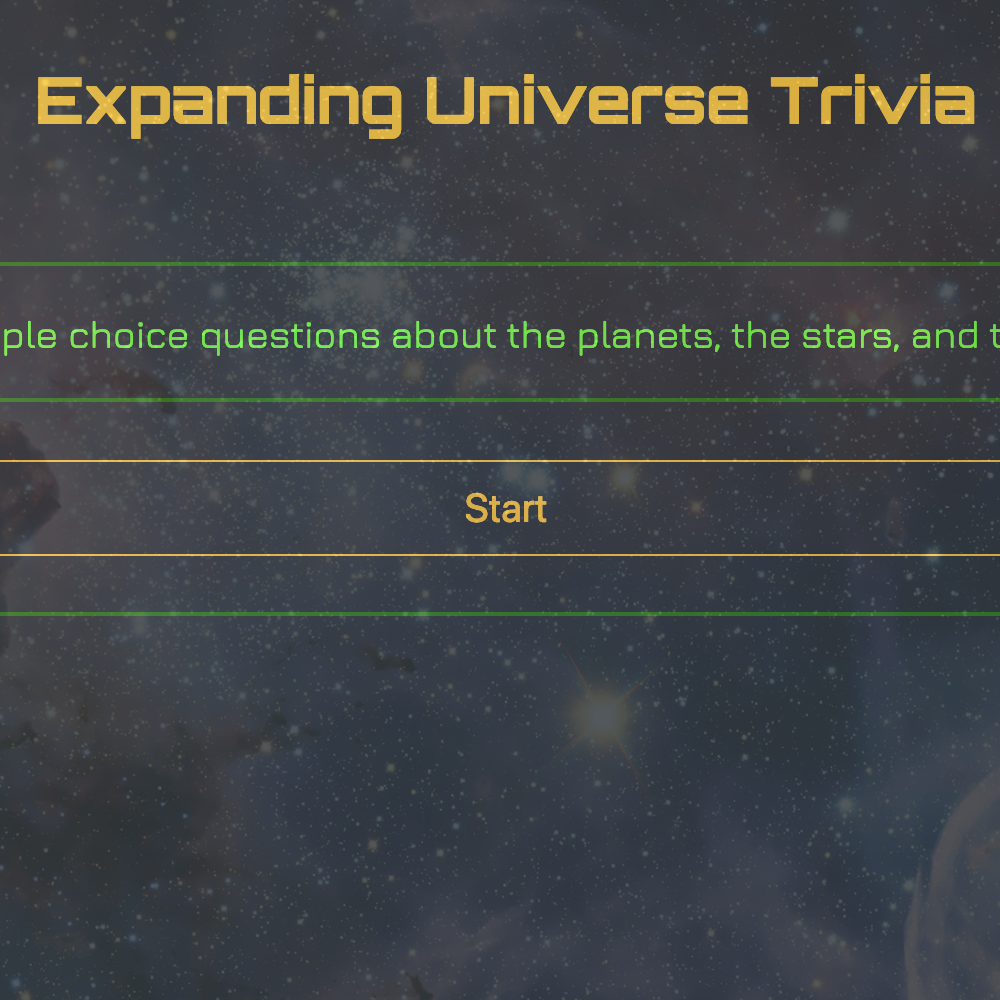 Expanding Universe Trivia
ple choice questions about the planets, the stars, and t
Start